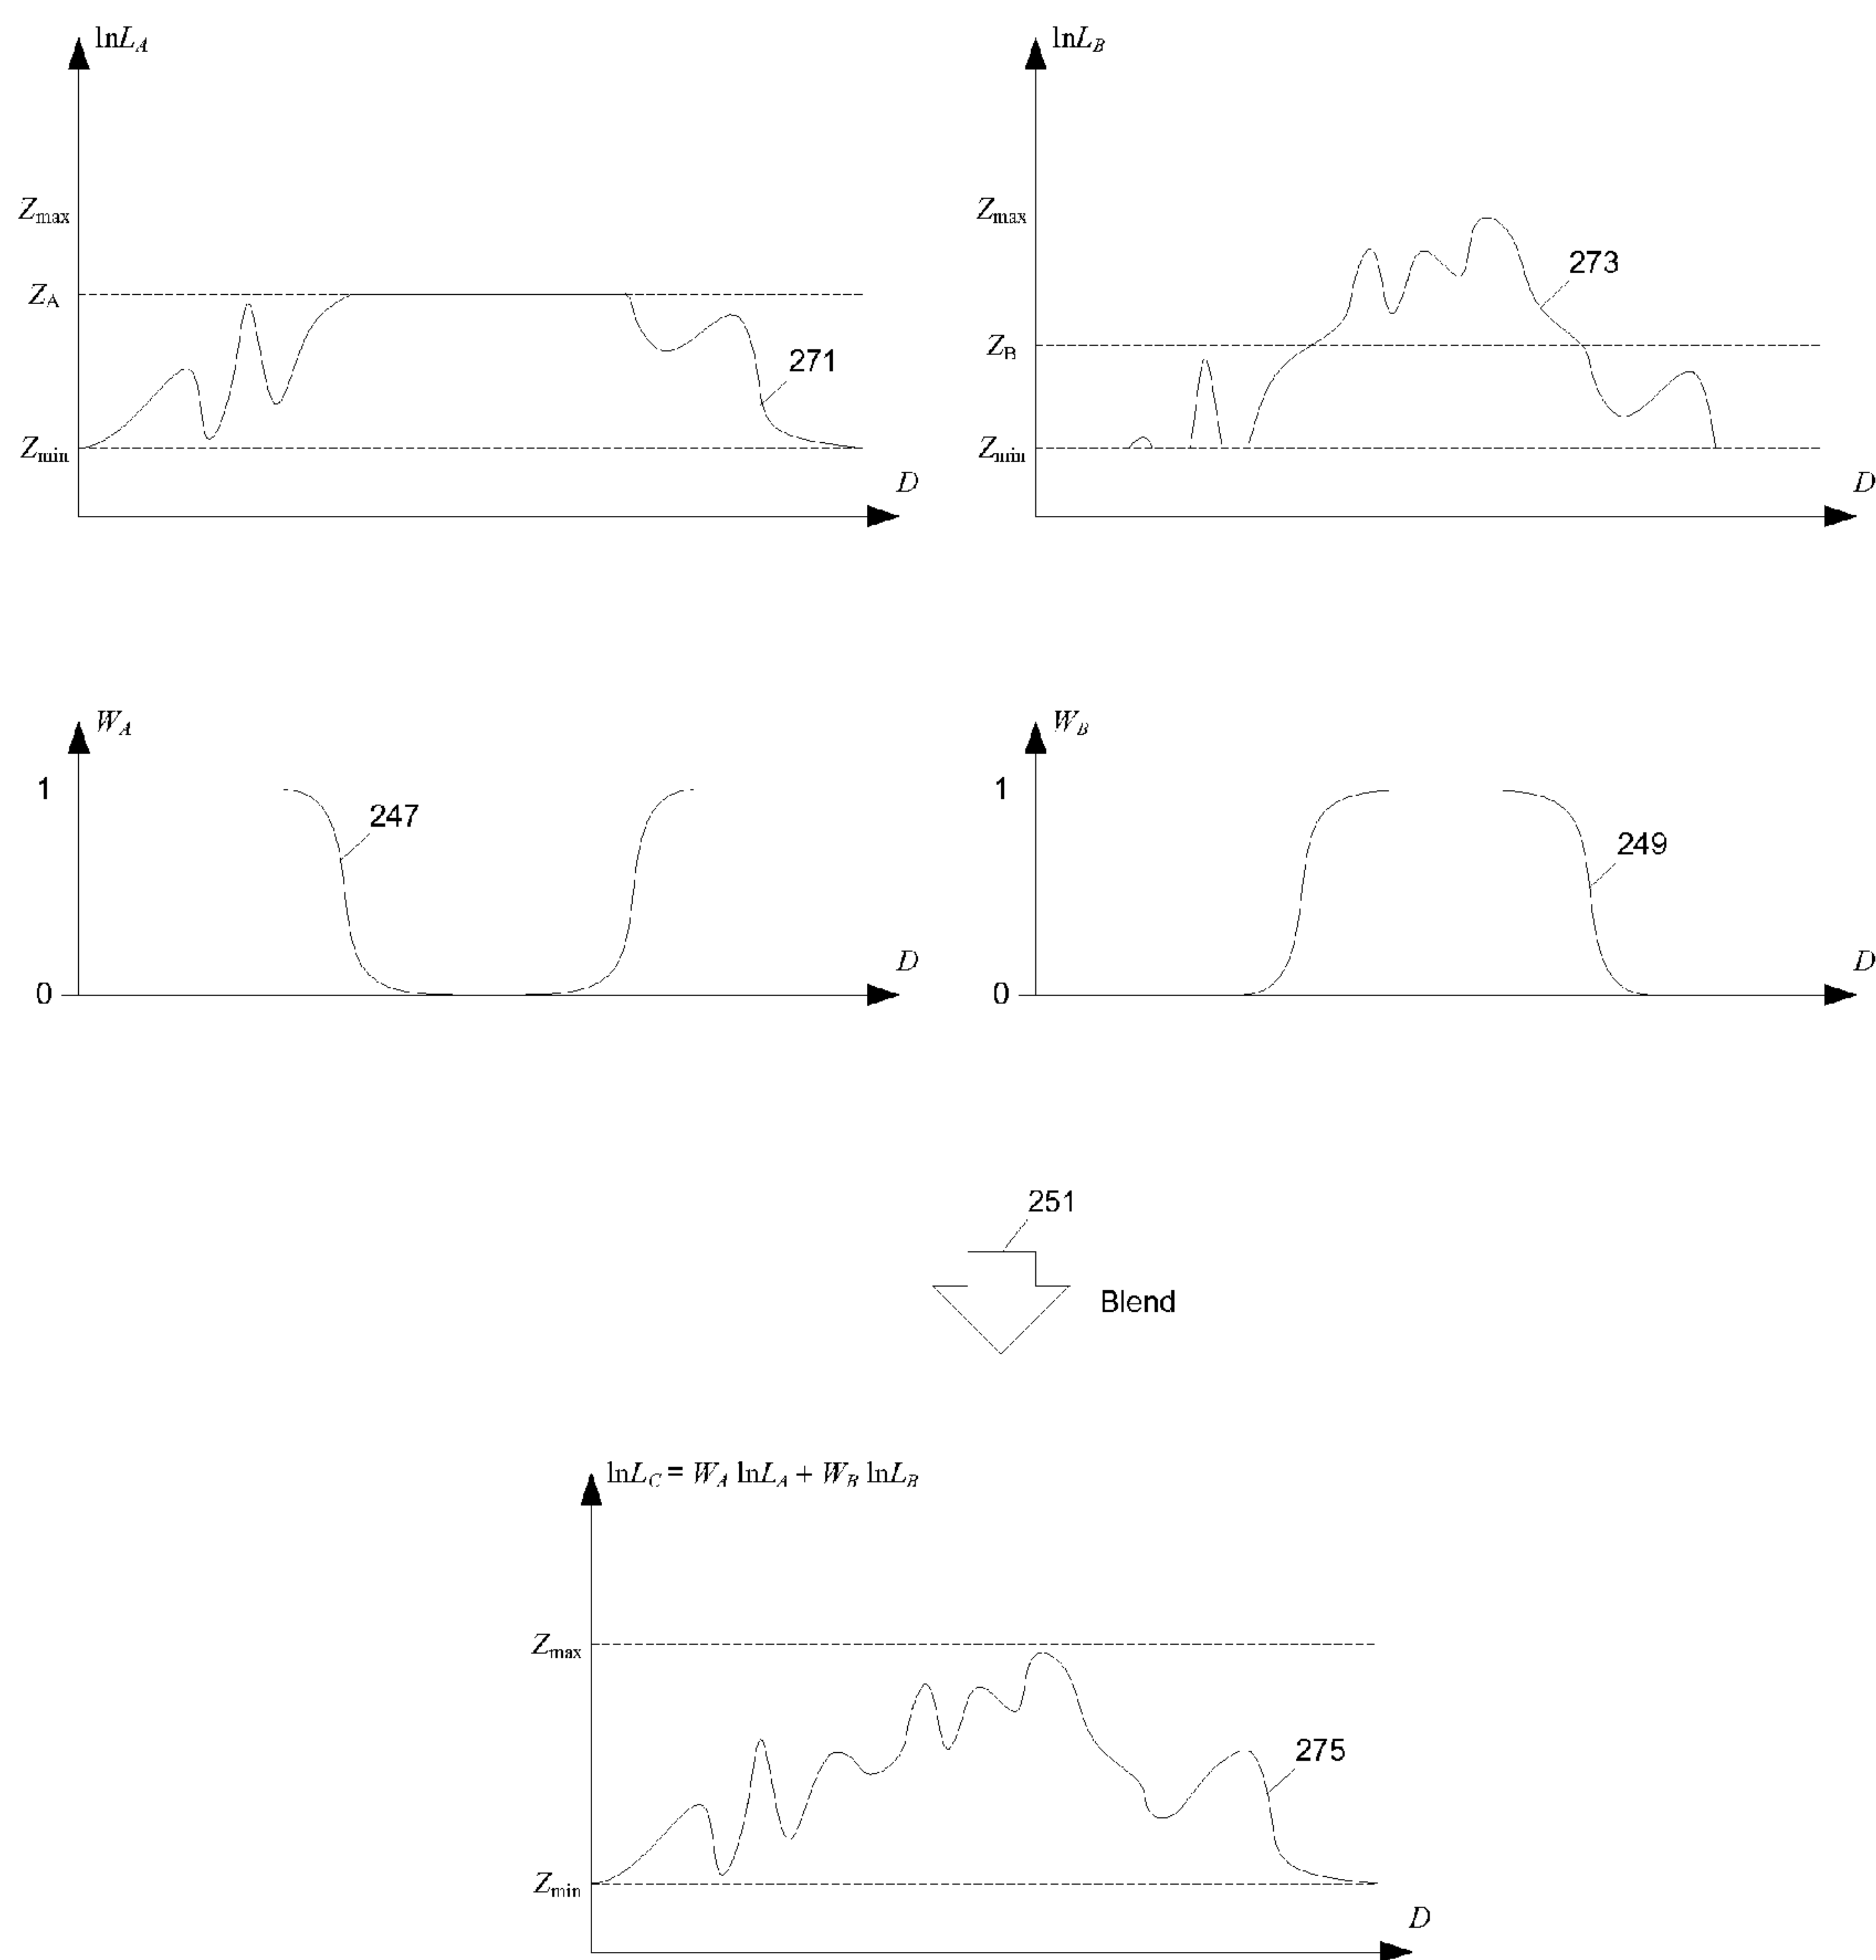 lnL_A
Z_max
Z_A
271
Z_min
D
lnL_B
Z_max
273
Z_B
Z_min
D
W_A
1
247
D
0
W_B
1
249
D
0
251
Blend
lnL_C = W_A lnL_A + W_B lnL_B
Z_max
275
Z_min
D